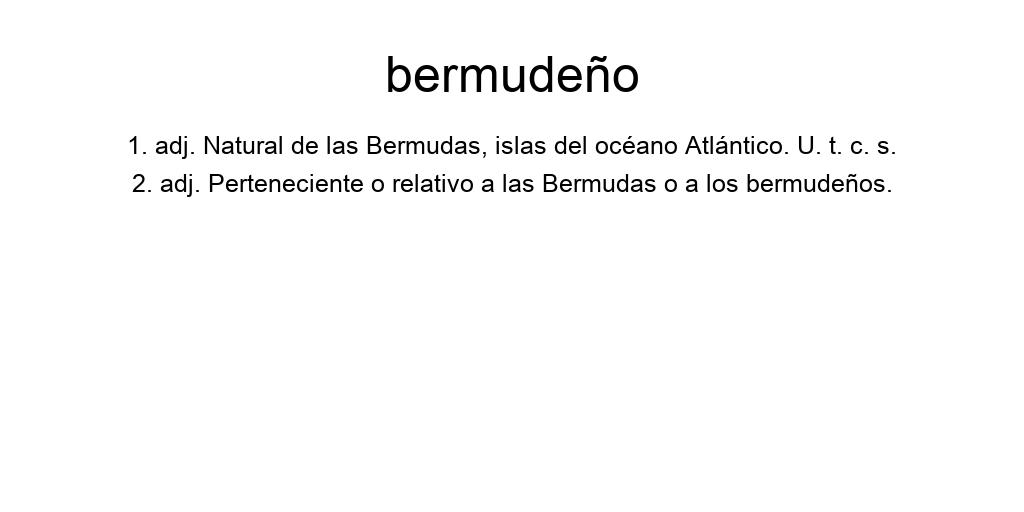 bermudeño
1. adj. Natural de las Bermudas, islas del océano Atlántico. U. t. c. s.
2. adj. Perteneciente o relativo a las Bermudas o a los bermudeños.